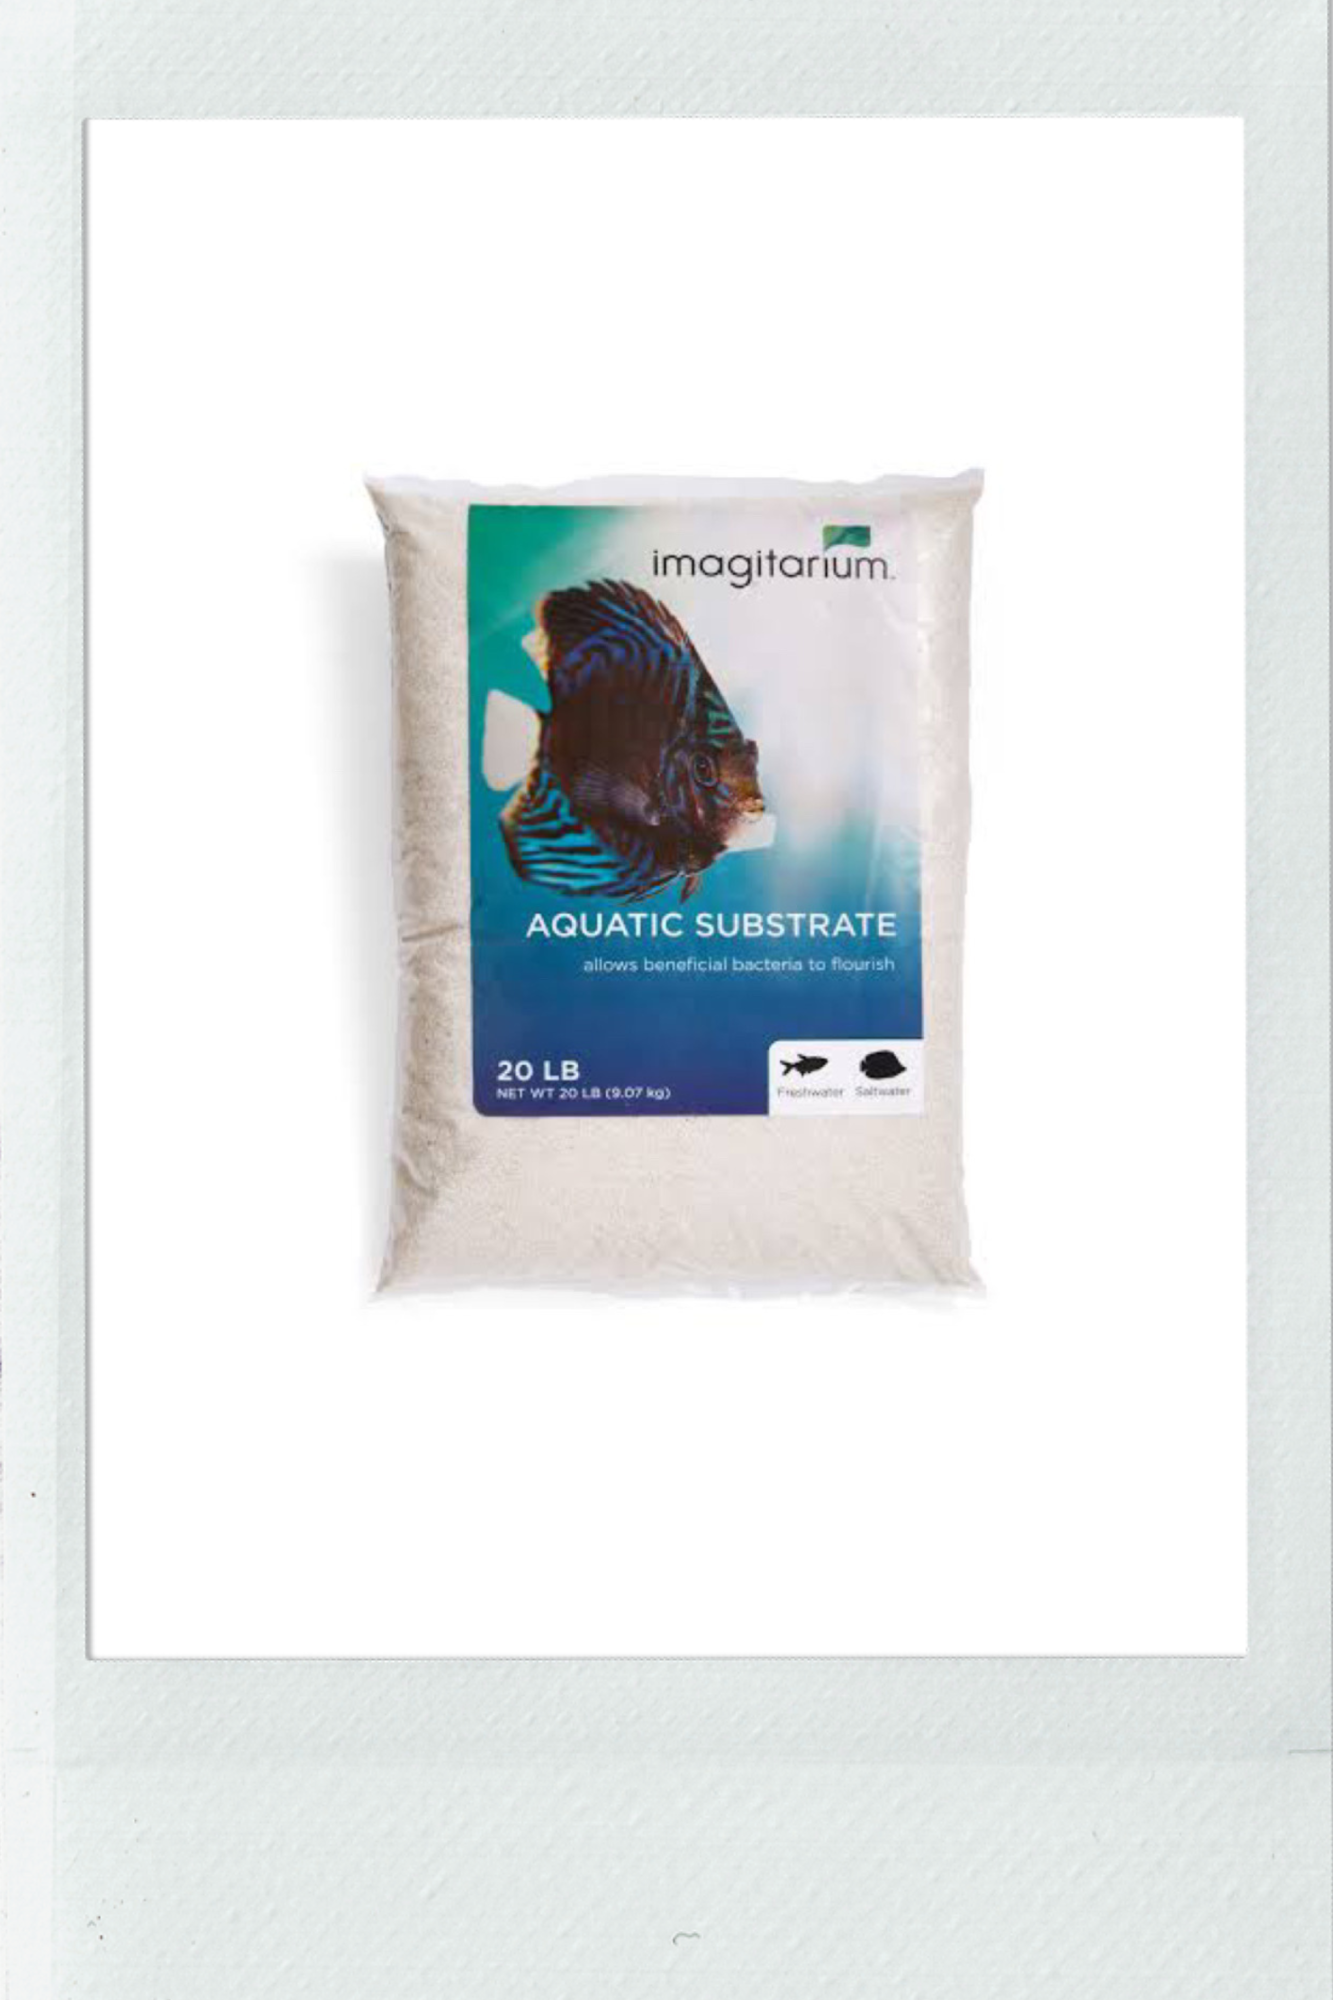 imagitarium.
AQUATIC SUBSTRATE
allows beneficial bacteria to flourish
20 LB
NET WT 20 LB (9.07 kg)
Freshwater Saltwater